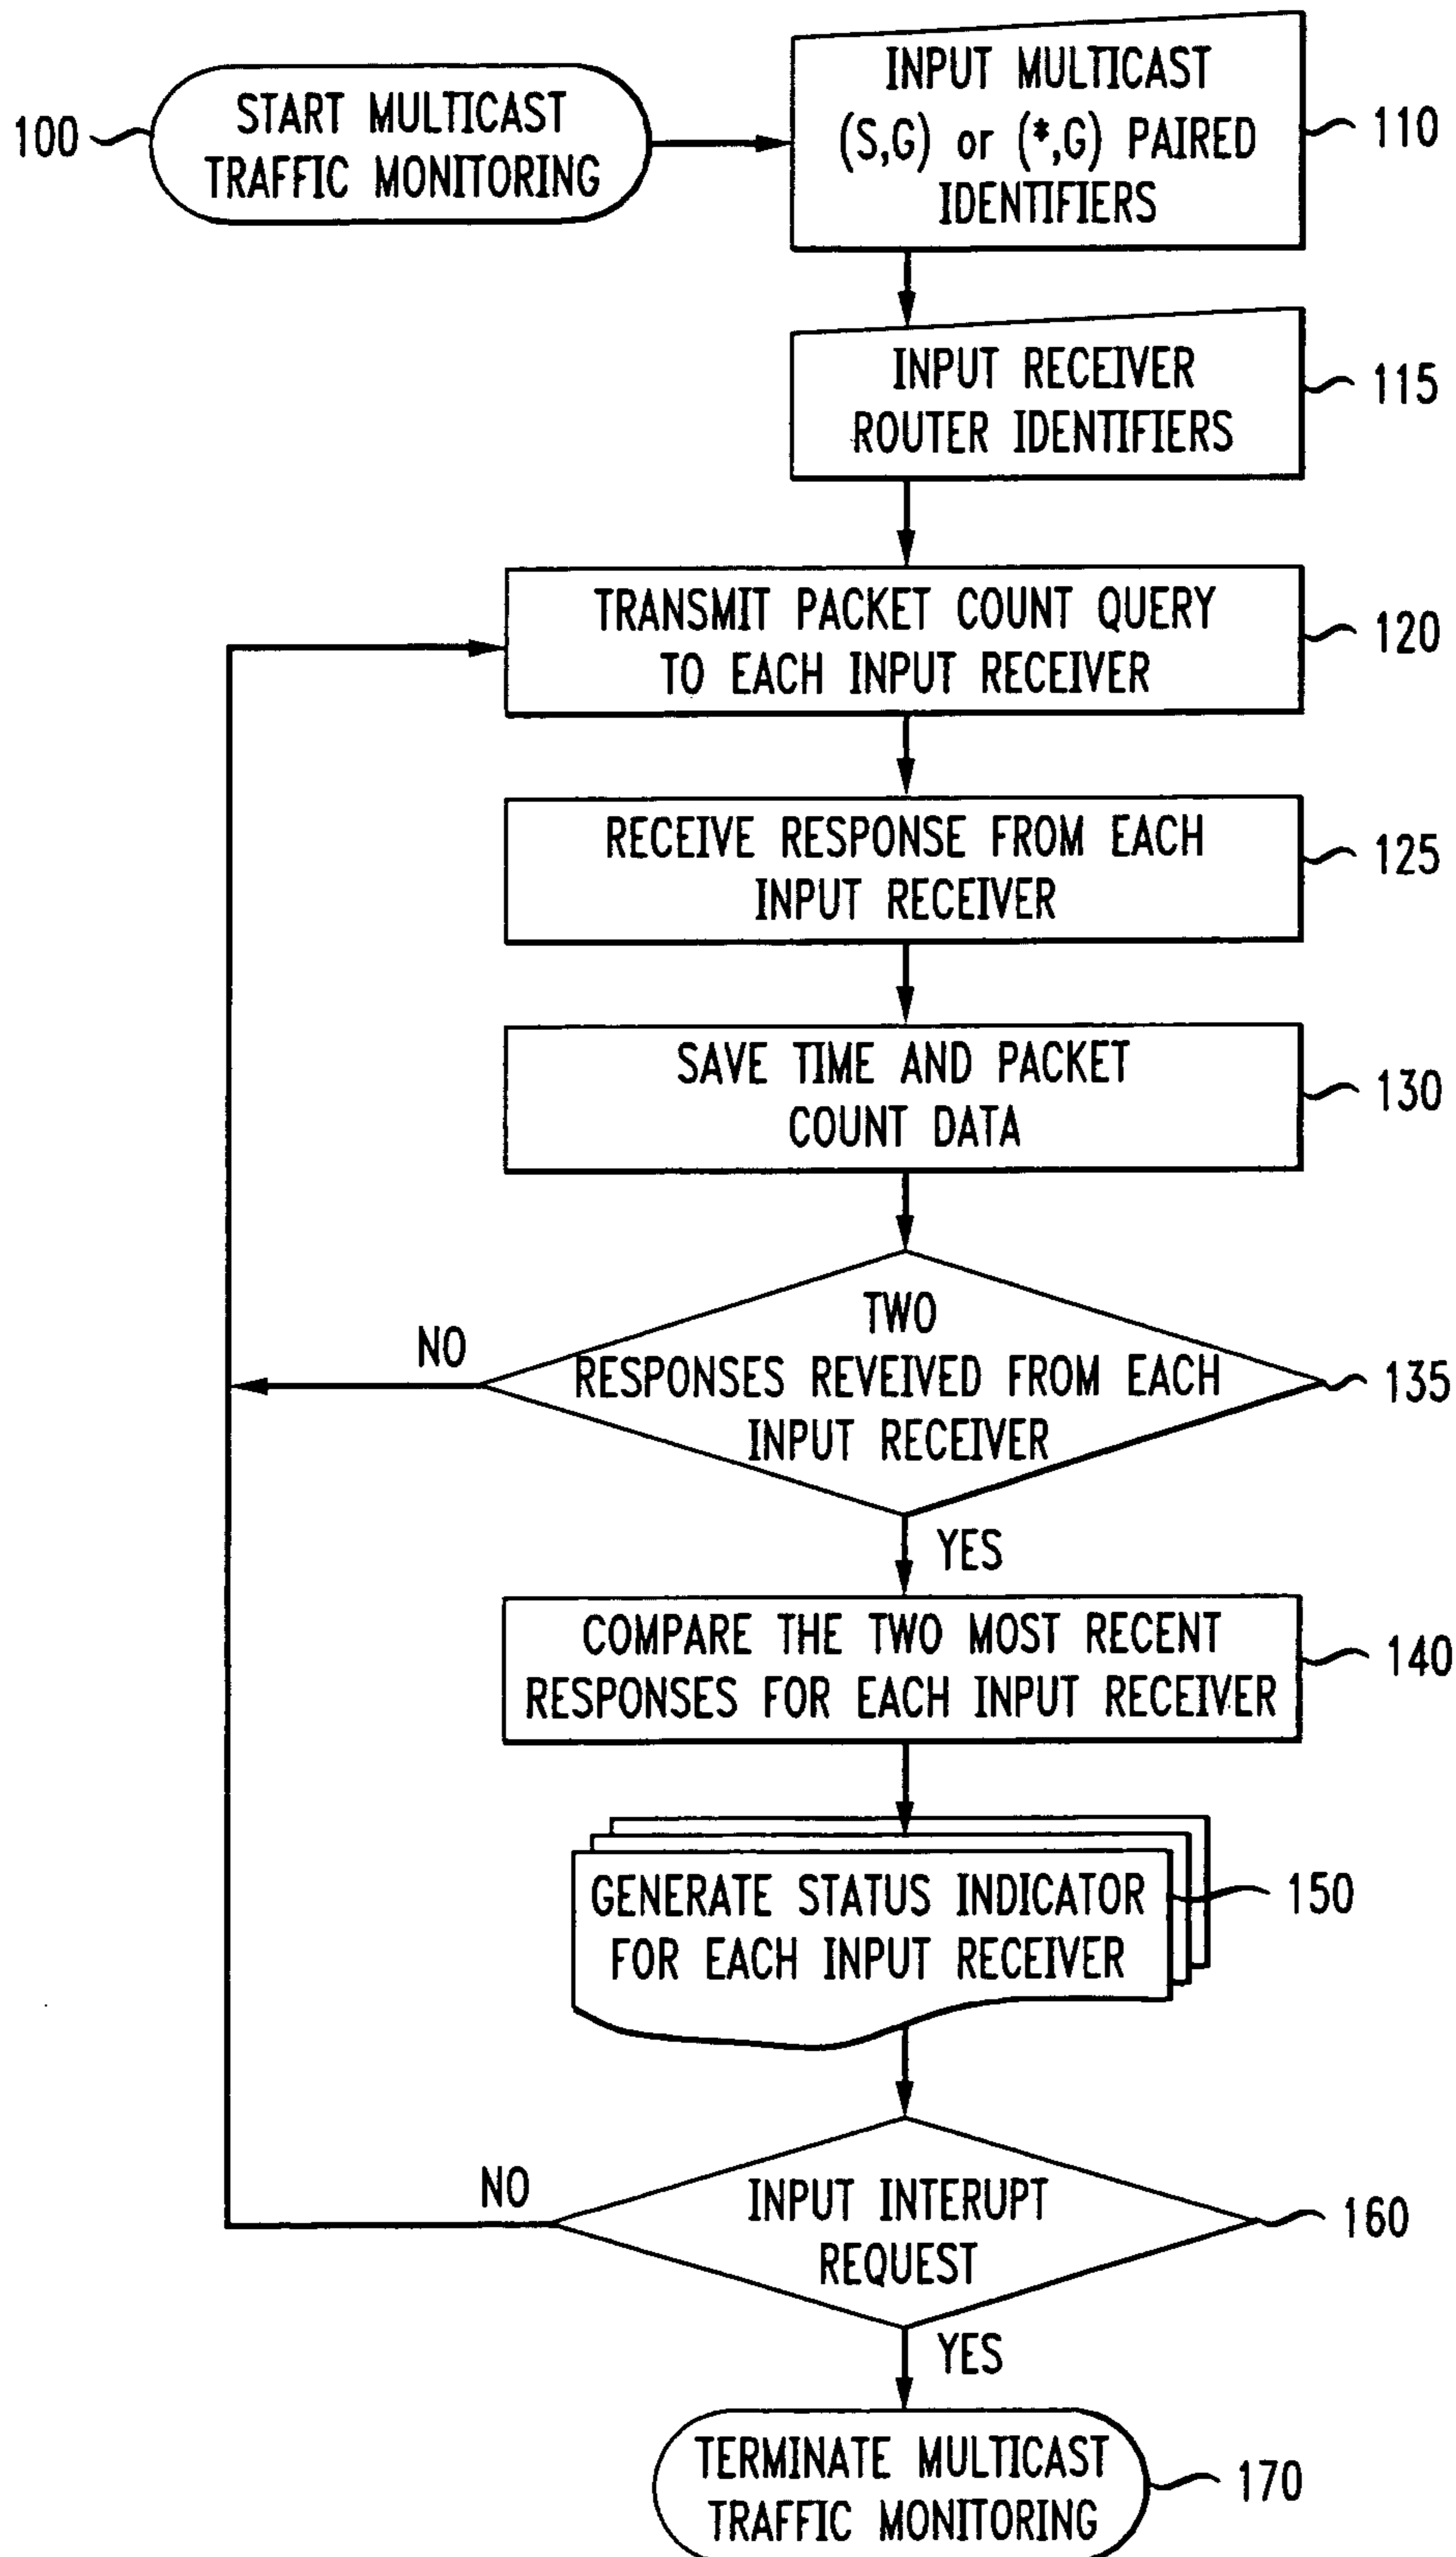 100
START MULTICAST
TRAFFIC MONITORING
INPUT MULTICAST
(S,G) or (*,G) PAIRED
IDENTIFIERS
110
INPUT RECEIVER
ROUTER IDENTIFIERS
115
TRANSMIT PACKET COUNT QUERY
TO EACH INPUT RECEIVER
120
RECEIVE RESPONSE FROM EACH
INPUT RECEIVER
125
SAVE TIME AND PACKET
COUNT DATA
130
TWO
RESPONSES REVEIVED FROM EACH
INPUT RECEIVER
135
NO
YES
COMPARE THE TWO MOST RECENT
RESPONSES FOR EACH INPUT RECEIVER
140
GENERATE STATUS INDICATOR
FOR EACH INPUT RECEIVER
150
NO
INPUT INTERUPT
REQUEST
160
YES
TERMINATE MULTICAST
TRAFFIC MONITORING
170